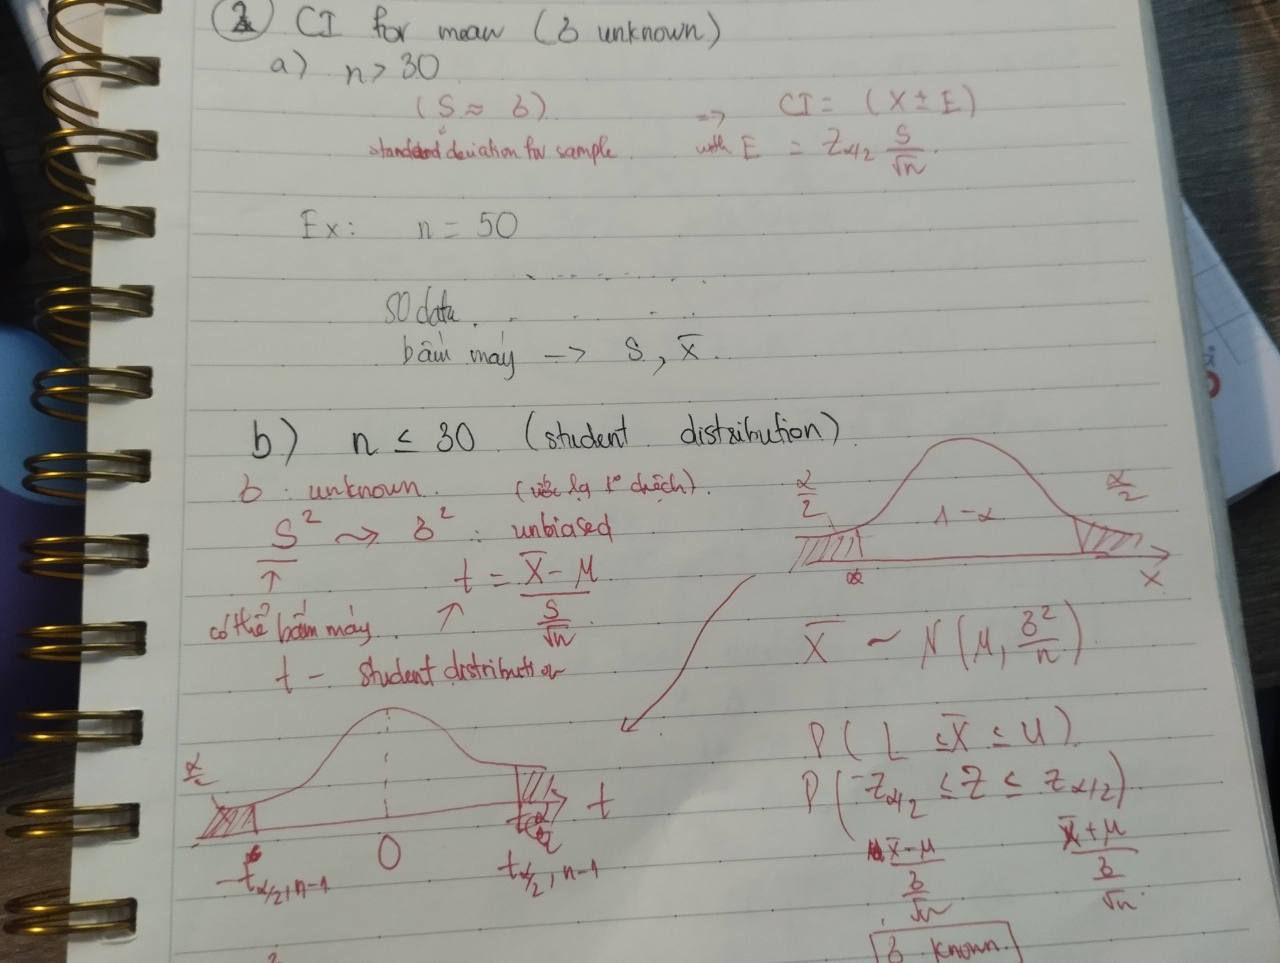 ② CI for mean (σ unknown)
a) n > 30
(S ≈ σ) => CI = (X ± E)
standard deviation for sample. with E = Zα/2 S/√n.
Ex: n = 50
50 data.
bấm máy -> S, X̄.
b) n ≤ 30 (student distribution)
σ: unknown.
S² ~> σ²: unbiased
t = (X̄ - μ)/(S/√n)
có thể bấm máy.
t - student distribution
α/2
0
t
-tα/2, n-1
tα/2, n-1
α/2
1-α
α/2
X
X̄ ~ N(μ, σ²/n)
P(L ≤ X̄ ≤ U)
P(-Zα/2 ≤ Z ≤ Zα/2)
(X̄ - μ)/(σ/√n)
(X̄ + μ)/(σ/√n)
σ known.